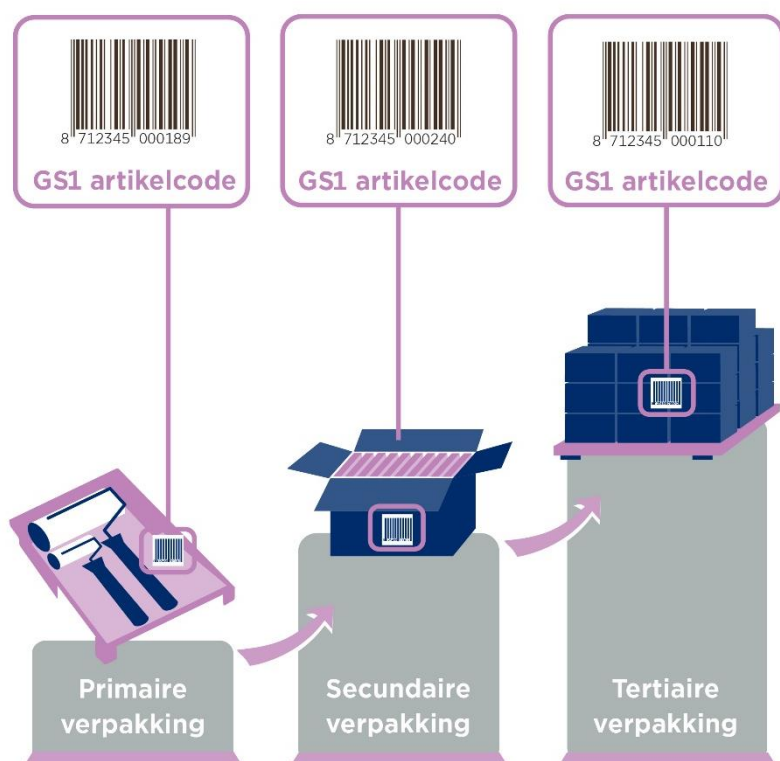 8 712345 000189
GS1 artikelcode
8 712345 000240
GS1 artikelcode
8 712345 000110
GS1 artikelcode
Primaire
verpakking
Secundaire
verpakking
Tertiaire
verpakking